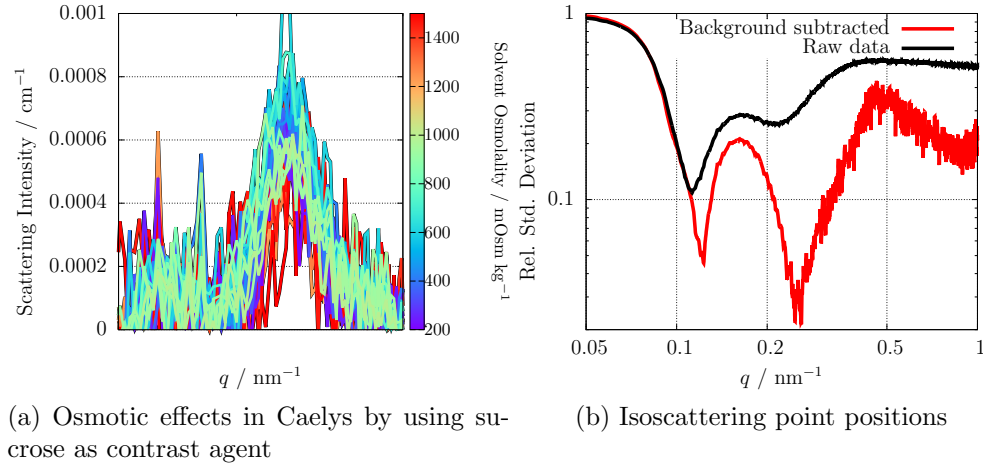 0.001
0.0008
0.0006
0.0004
0.0002
0
Scattering Intensity / cm⁻¹
q / nm⁻¹
1400
1200
1000
800
600
400
200
Solvent Osmolality / mOsm kg⁻¹
1
0.1
Rel. Std. Deviation
Background subtracted
Raw data
0.05
0.1
0.2
0.5
1
q / nm⁻¹
(a) Osmotic effects in Caelys by using su-
crose as contrast agent
(b) Isoscattering point positions